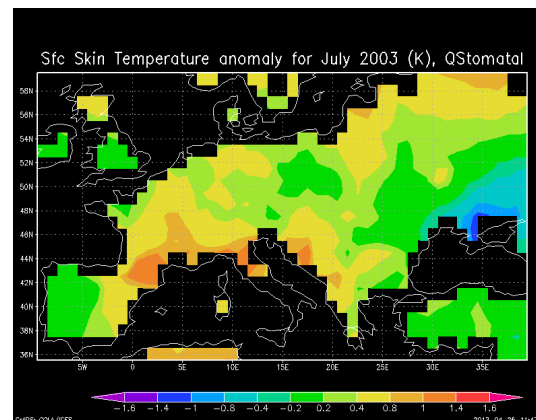 Sfc Skin Temperature anomaly for July 2003 (K), QStomatal
58N
56N
54N
52N
50N
48N
46N
44N
42N
40N
38N
36N
5W 0 5E 10E 15E 20E 25E 30E 35E
-1.6 -1.4 -1 -0.8 -0.4 -0.2 0.2 0.4 0.8 1 1.4 1.6